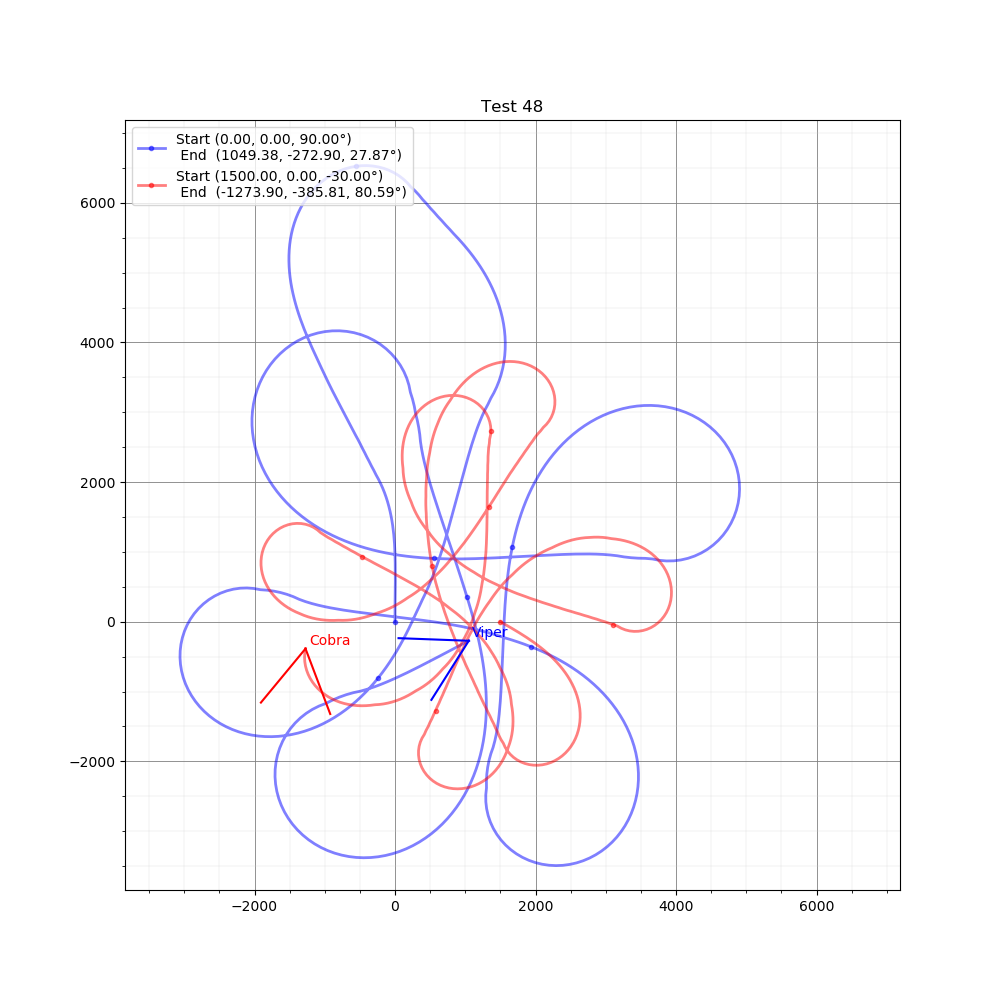 Test 48
Start (0.00, 0.00, 90.00°)
End (1049.38, -272.90, 27.87°)
Start (1500.00, 0.00, -30.00°)
End (-1273.90, -385.81, 80.59°)
6000
4000
2000
0
−2000
Cobra
Viper
−2000
0
2000
4000
6000